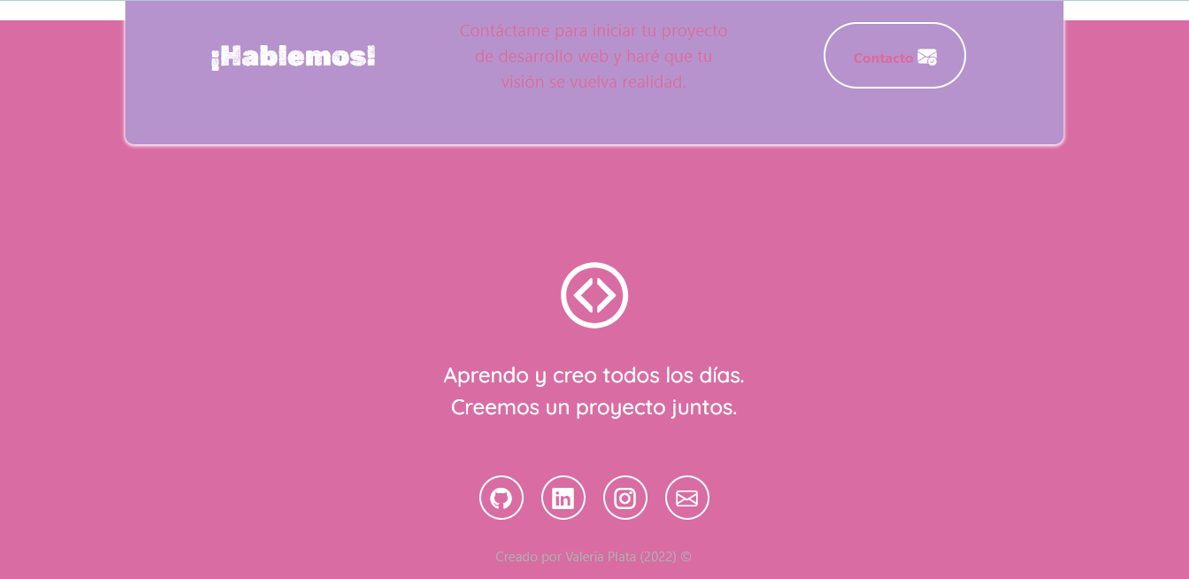 ¡Hablemos!
Contáctame para iniciar tu proyecto
de desarrollo web y haré que tu
visión se vuelva realidad.
Contacto
Aprendo y creo todos los días.
Creemos un proyecto juntos.
in
Creado por Valeria Plata (2022) ©